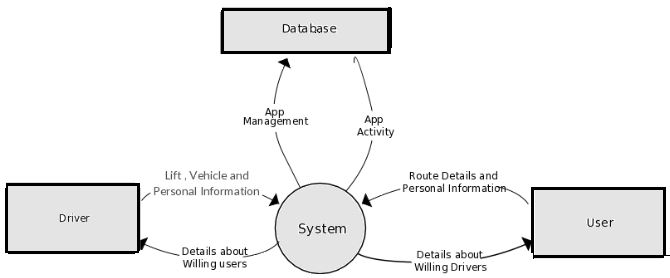 Database
App
Management
App
Activity
Lift , Vehicle and
Personal Information
Route Details and
Personal Information
Driver
System
User
Details about
Willing users
Details about
Willing Drivers